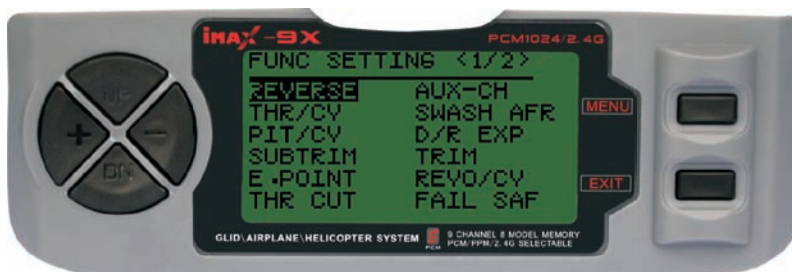 iMAX-9X PCM1024/2.4G
FUNC SETTING <1/2>
REVERSE AUX-CH
THR/CV SWASH AFR
PIT/CV D/R EXP
SUBTRIM TRIM
E.POINT REVO/CV
THR CUT FAIL SAF
MENU
EXIT
UP
+ -
DN
GLID\AIRPLANE\HELICOPTER SYSTEM
PCM
9 CHANNEL 8 MODEL MEMORY
PCM/PPM/2.4G SELECTABLE